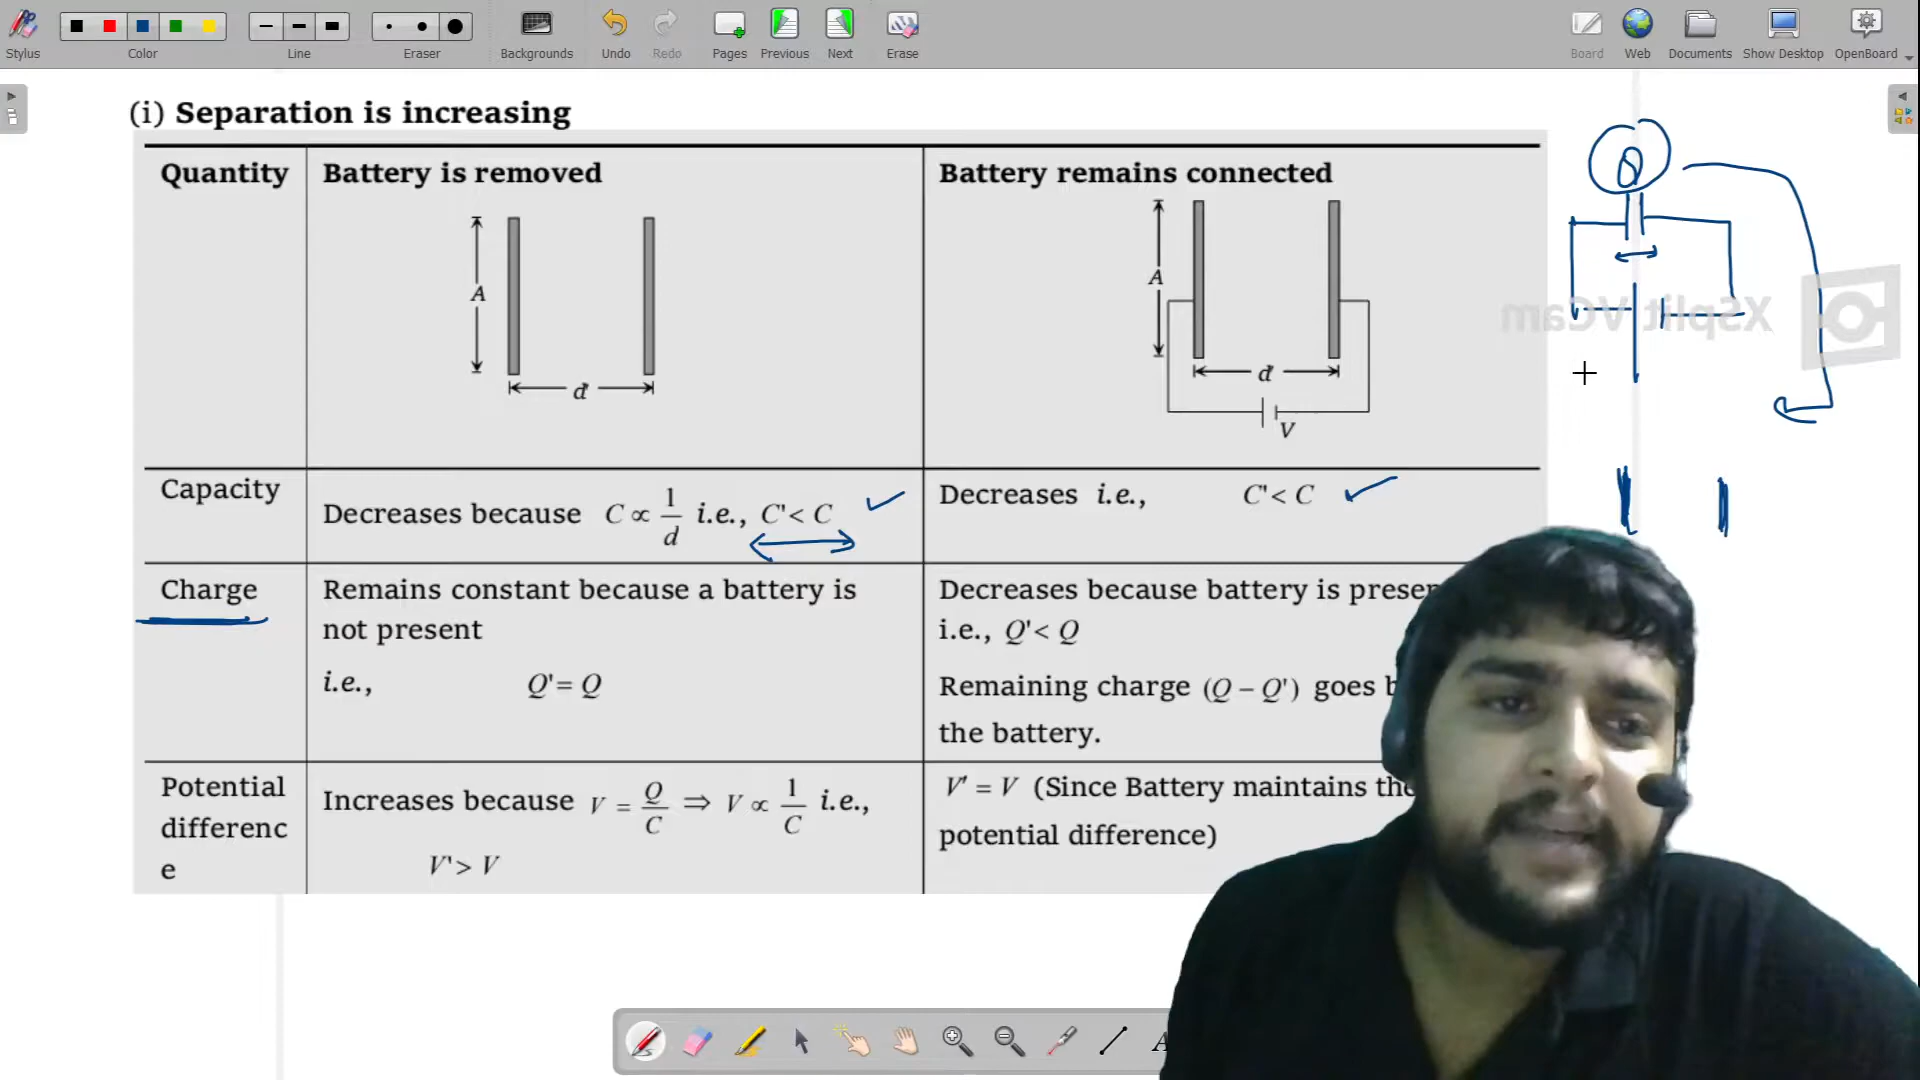 Stylus
Color
Line
Eraser
Backgrounds
Undo
Redo
Pages
Previous
Next
Erase
Board
Web
Documents
Show Desktop
OpenBoard
(i) Separation is increasing
Quantity
Battery is removed
Battery remains connected
A
d
A
d
V
Q
XSplit VCam
Capacity
Decreases because C ∝ 1/d i.e., C' < C
Decreases i.e., C' < C
Charge
Remains constant because a battery is
not present
i.e., Q' = Q
Decreases because battery is
i.e., Q' < Q
Remaining charge (Q – Q') goes
the battery.
Potential
differenc
e
Increases because V = Q/C ⇒ V ∝ 1/C i.e.,
V' > V
V' = V (Since Battery maintains
potential difference)
A